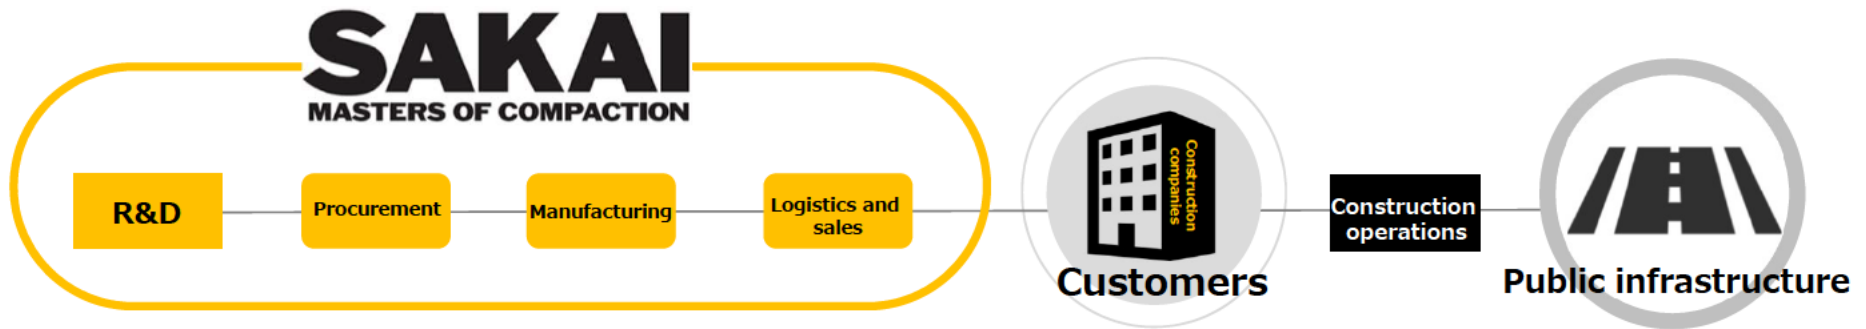 SAKAI
MASTERS OF COMPACTION
R&D
Procurement
Manufacturing
Logistics and
sales
Construction
companies
Customers
Construction
operations
Public infrastructure